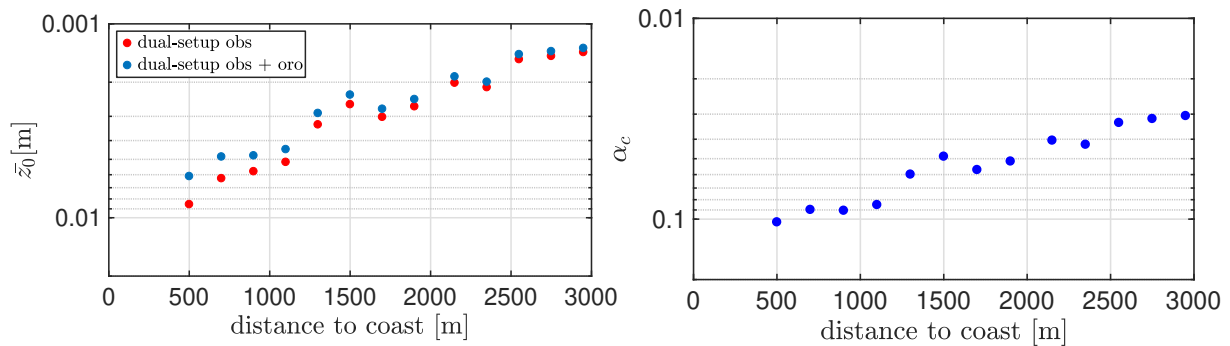 0.001
dual-setup obs
dual-setup obs + oro
z̄₀[m]
0.01
0 500 1000 1500 2000 2500 3000
distance to coast [m]
0.01
α_c
0.1
0 500 1000 1500 2000 2500 3000
distance to coast [m]